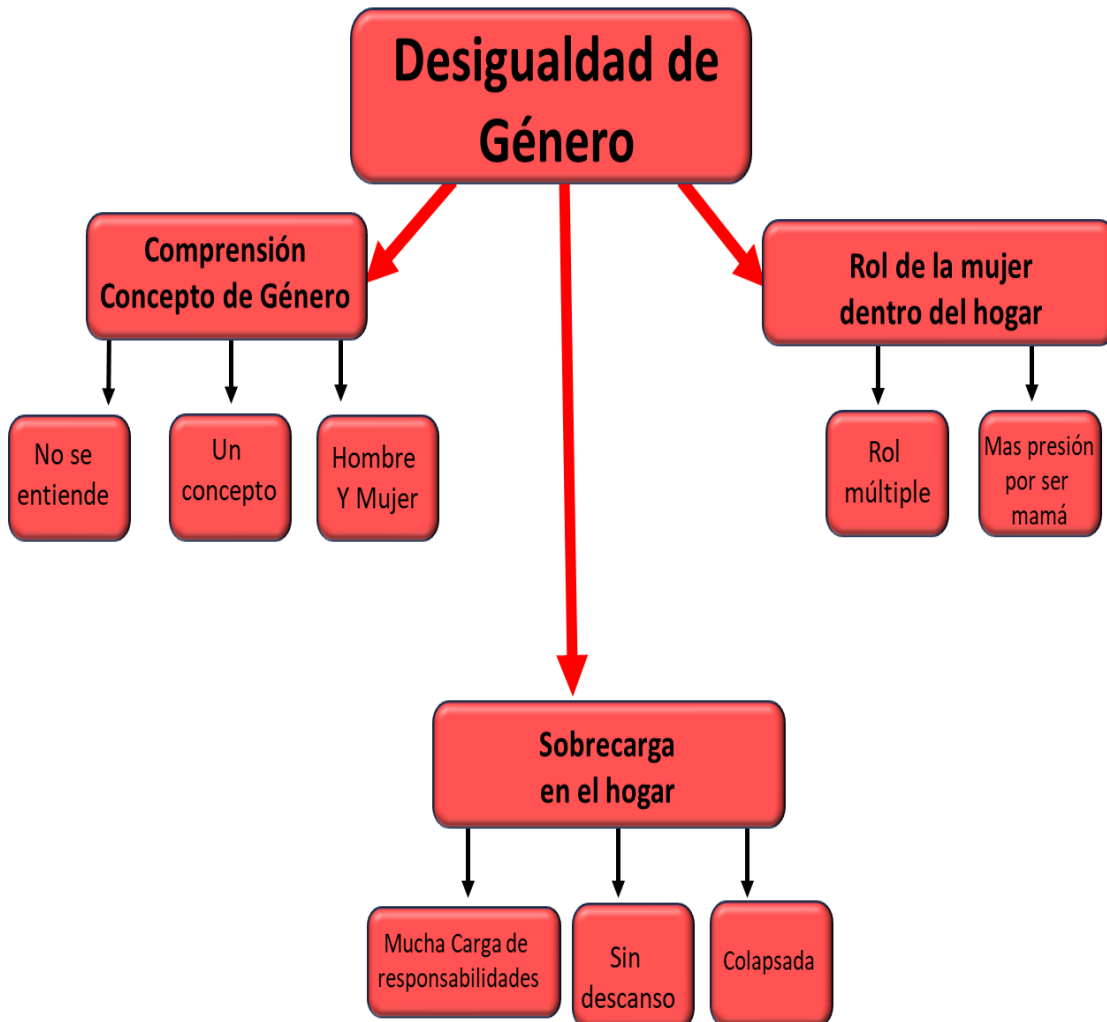 Desigualdad de
Género
Comprensión
Concepto de Género
Rol de la mujer
dentro del hogar
No se
entiende
Un
concepto
Hombre
Y Mujer
Rol
múltiple
Mas presión
por ser
mamá
Sobrecarga
en el hogar
Mucha Carga de
responsabilidades
Sin
descanso
Colapsada